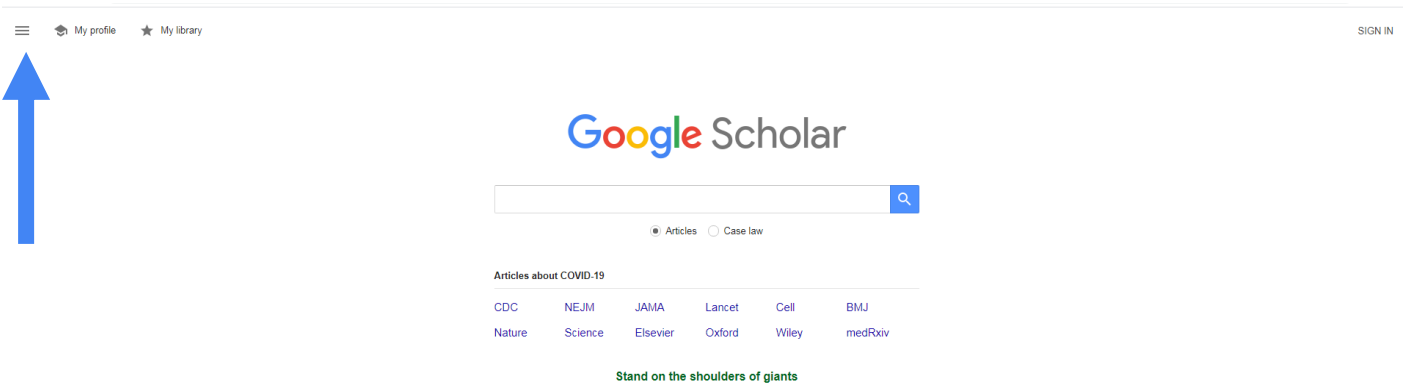 My profile My library SIGN IN
Google Scholar
Articles Case law
Articles about COVID-19
CDC NEJM JAMA Lancet Cell BMJ
Nature Science Elsevier Oxford Wiley medRxiv
Stand on the shoulders of giants